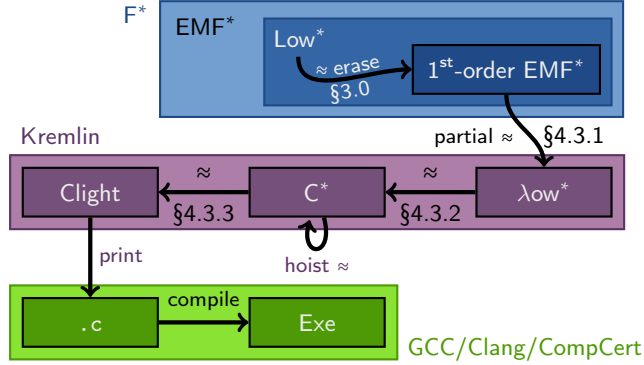 F*
EMF*
Low*
≈ erase
§3.0
1st-order EMF*
partial ≈
§4.3.1
Kremlin
Clight
≈
§4.3.3
C*
≈
§4.3.2
λow*
print
hoist ≈
.c
compile
Exe
GCC/Clang/CompCert